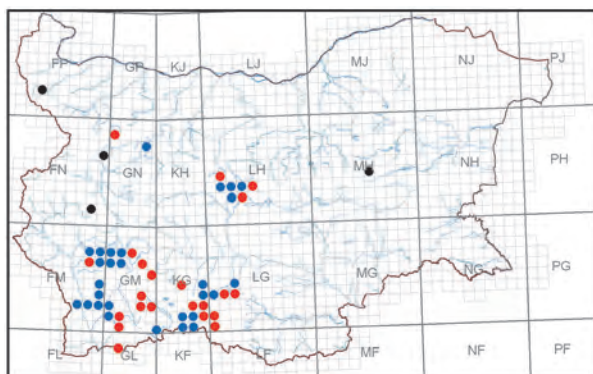 FP GP KJ LJ MJ NJ PJ
FN GN KH LH MH NH PH
FM GM KG LG MG NG PG
FL GL KF LF MF NF PF